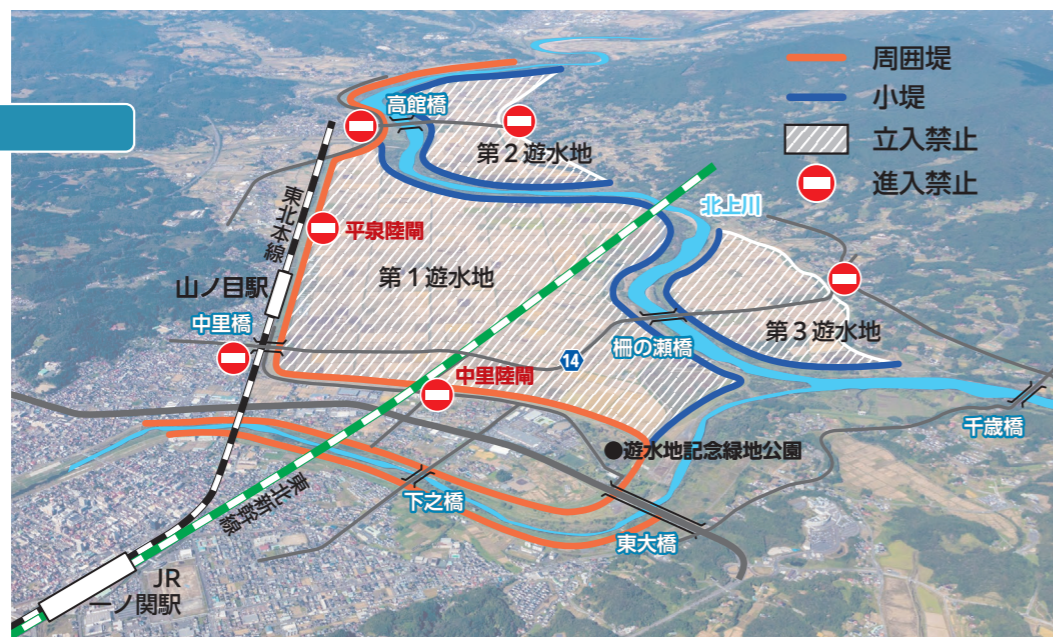 周囲堤
小堤
立入禁止
進入禁止
高館橋
第2遊水地
北上川
東北本線
平泉陸閘
第1遊水地
山ノ目駅
中里橋
第3遊水地
柵の瀬橋
14
中里陸閘
千歳橋
●遊水地記念緑地公園
下之橋
東北新幹線
東大橋
JR
一ノ関駅